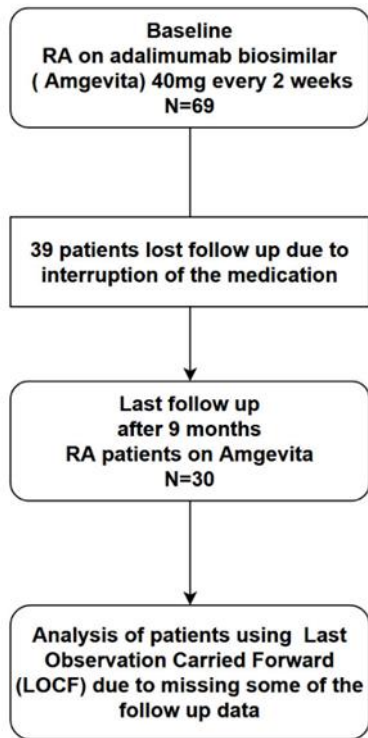 Baseline
RA on adalimumab biosimilar
( Amgevita) 40mg every 2 weeks
N=69
39 patients lost follow up due to
interruption of the medication
Last follow up
after 9 months
RA patients on Amgevita
N=30
Analysis of patients using Last
Observation Carried Forward
(LOCF) due to missing some of the
follow up data